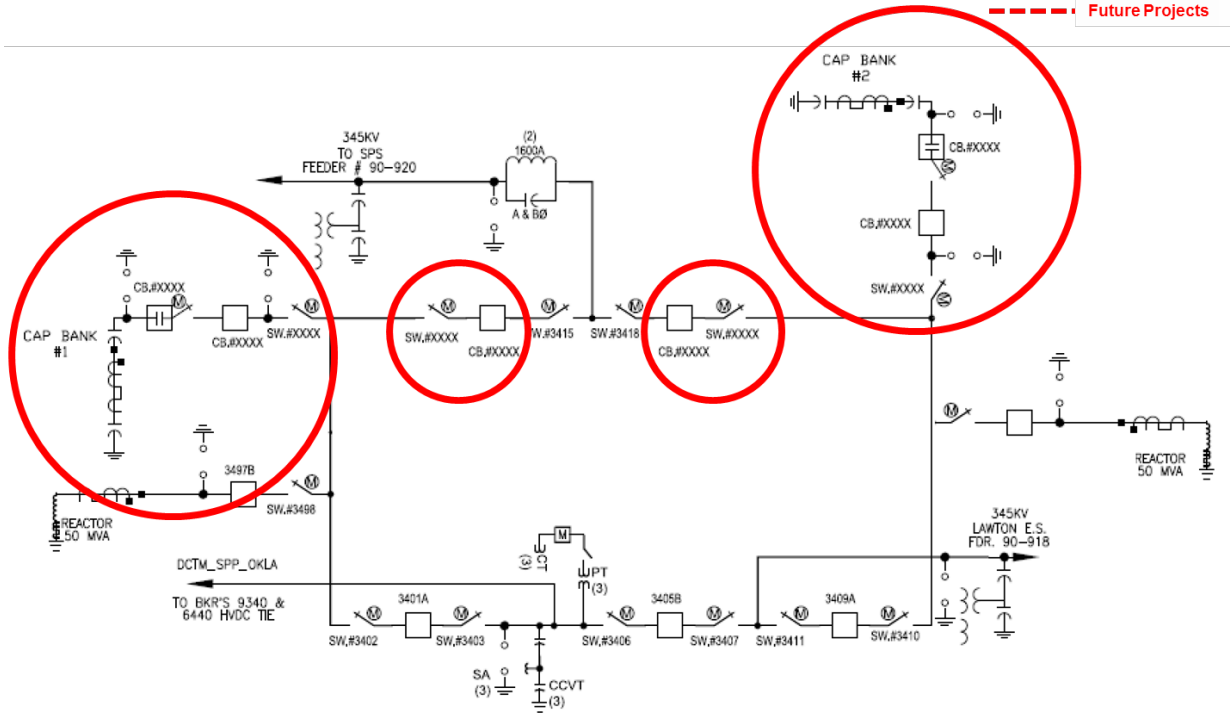 Future Projects
CAP BANK
#2
CB.#XXXX
CB.#XXXX
SW.#XXXX
345KV
TO SPS
FEEDER # 90-920
(2)
1600A
A & BØ
CB.#XXXX
M
CAP BANK
#1
CB.#XXXX
SW.#XXXX
M
SW.#XXXX
M
CB.#XXXX
SW.#3415
M
SW.#3418
M
CB.#XXXX
SW.#XXXX
M
M
M
M
REACTOR
50 MVA
3497B
SW.#3498
M
REACTOR
50 MVA
345KV
LAWTON E.S.
FDR. 90-918
DCTM_SPP_OKLA
TO BKR'S 9340 &
6440 HVDC TIE
CT
(3)
M
PT
(3)
SW.#3402
M
3401A
SW.#3403
M
SW.#3406
M
3405B
SW.#3407
M
SW.#3411
M
3409A
SW.#3410
M
SA
(3)
CCVT
(3)